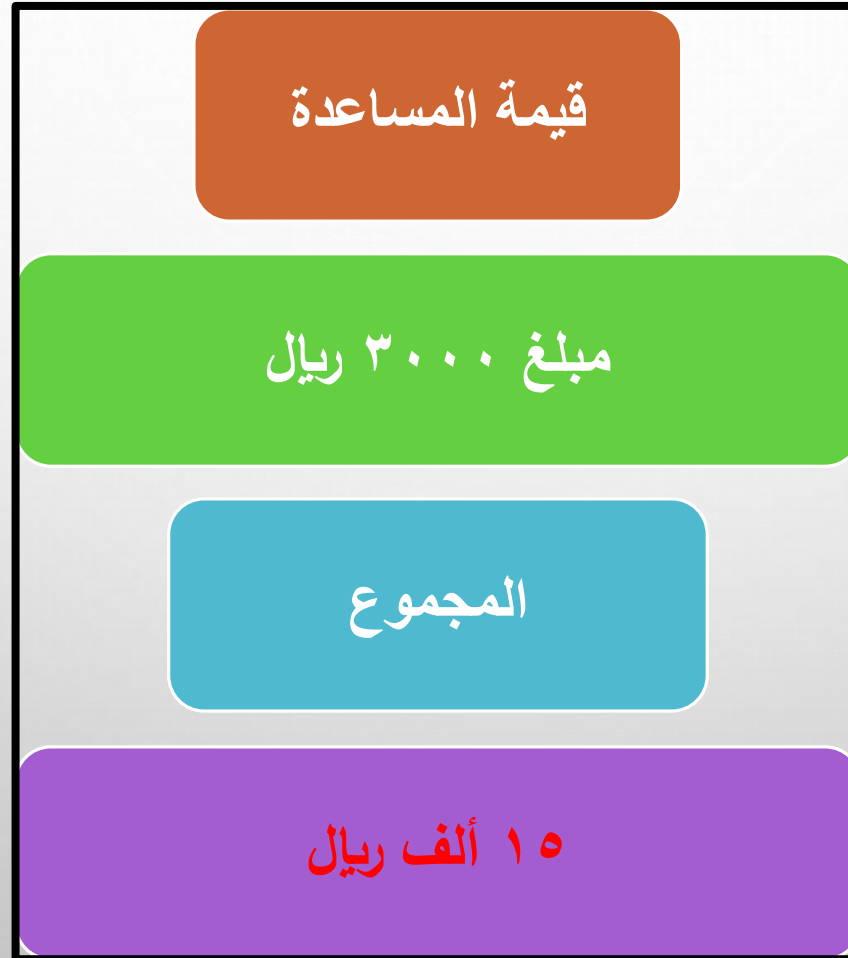 قيمة المساعدة
مبلغ ٣٠٠٠ ريال
المجموع
١٥ ألف ريال